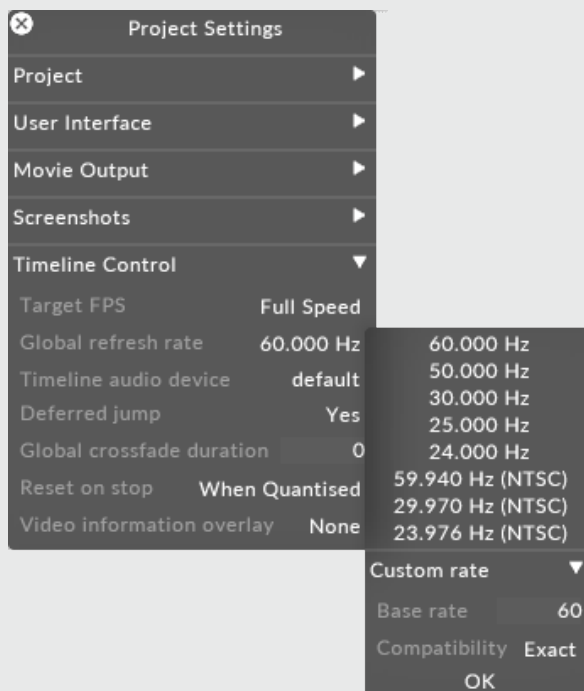 Project Settings
Project
User Interface
Movie Output
Screenshots
Timeline Control
Target FPS Full Speed
Global refresh rate 60.000 Hz
Timeline audio device default
Deferred jump Yes
Global crossfade duration 0
Reset on stop When Quantised
Video information overlay None
60.000 Hz
50.000 Hz
30.000 Hz
25.000 Hz
24.000 Hz
59.940 Hz (NTSC)
29.970 Hz (NTSC)
23.976 Hz (NTSC)
Custom rate
Base rate 60
Compatibility Exact
OK